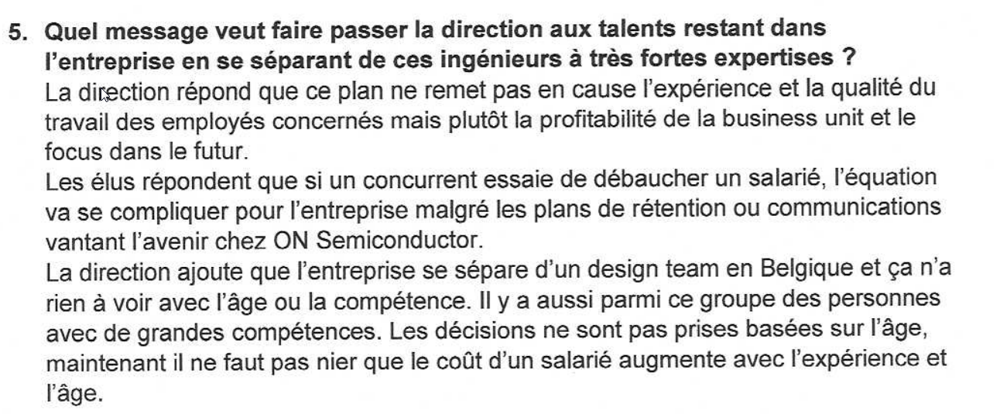 5. Quel message veut faire passer la direction aux talents restant dans
l'entreprise en se séparant de ces ingénieurs à très fortes expertises ?
La direction répond que ce plan ne remet pas en cause l'expérience et la qualité du
travail des employés concernés mais plutôt la profitabilité de la business unit et le
focus dans le futur.
Les élus répondent que si un concurrent essaie de débaucher un salarié, l'équation
va se compliquer pour l'entreprise malgré les plans de rétention ou communications
vantant l'avenir chez ON Semiconductor.
La direction ajoute que l'entreprise se sépare d'un design team en Belgique et ça n'a
rien à voir avec l'âge ou la compétence. Il y a aussi parmi ce groupe des personnes
avec de grandes compétences. Les décisions ne sont pas prises basées sur l'âge,
maintenant il ne faut pas nier que le coût d'un salarié augmente avec l'expérience et
l'âge.